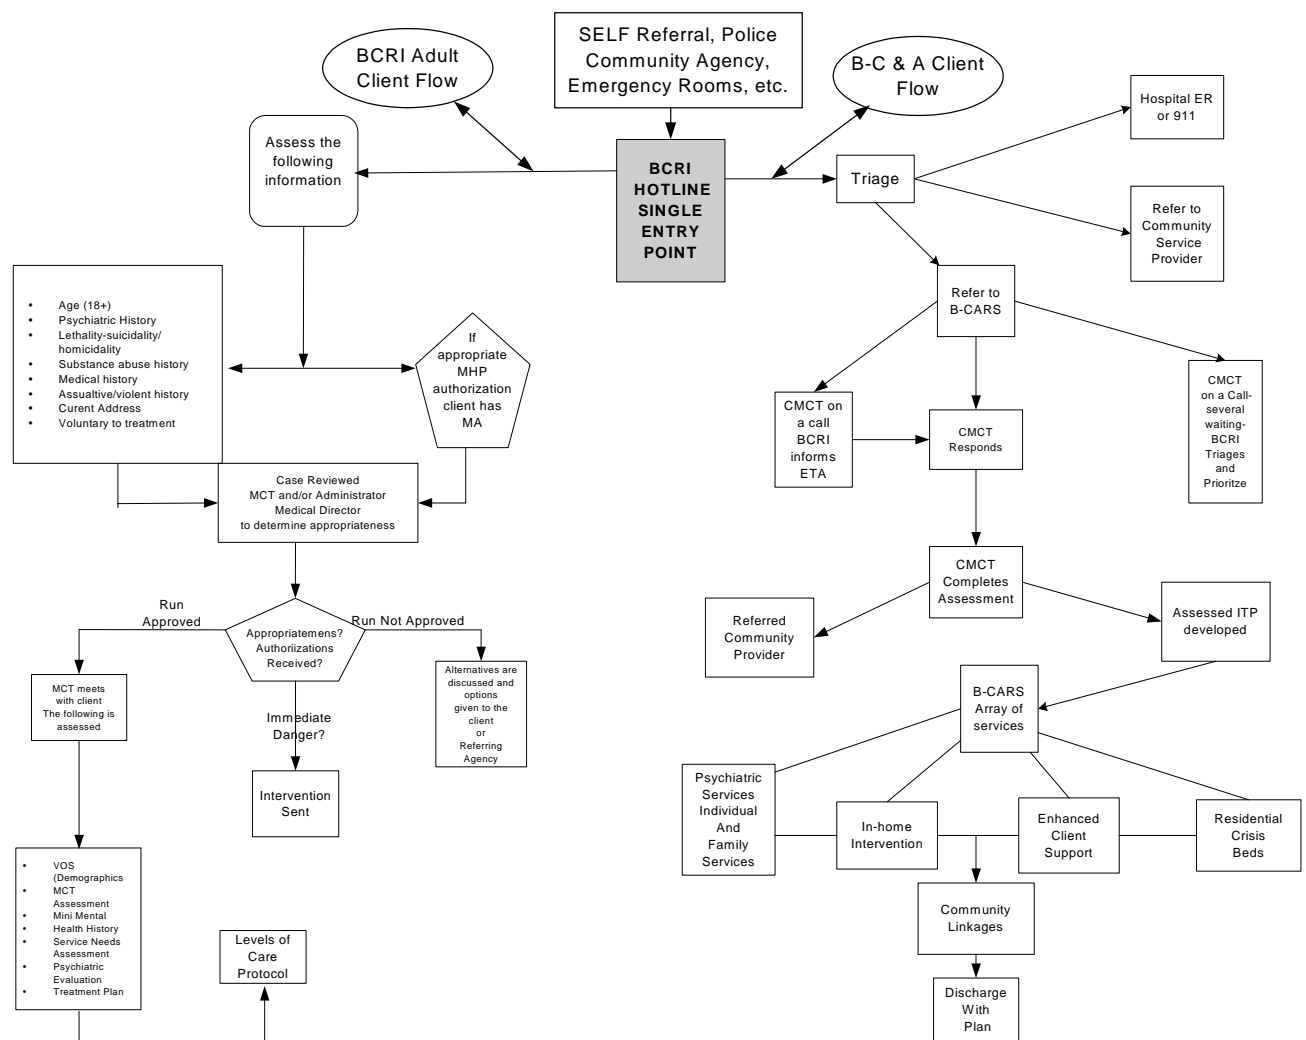 SELF Referral, Police
Community Agency,
Emergency Rooms, etc.
BCRI Adult
Client Flow
B-C & A Client
Flow
Hospital ER
or 911
Assess the
following
information
BCRI
HOTLINE
SINGLE
ENTRY
POINT
Triage
Refer to
Community
Service
Provider
Refer to
B-CARS
• Age (18+)
• Psychiatric History
• Lethality-suicidality/
homicidality
• Substance abuse history
• Medical history
• Assualtive/violent history
• Curent Address
• Voluntary to treatment
If
appropriate
MHP
authorization
client has
MA
CMCT on
a call
BCRI
informs
ETA
CMCT
Responds
CMCT
on a Call-
several
waiting-
BCRI
Triages
and
Prioritze
Case Reviewed
MCT and/or Administrator
Medical Director
to determine appropriateness
CMCT
Completes
Assessment
Run
Approved
Appropriatemens?
Authoriizations
Received?
Run Not Approved
Referred
Community
Provider
Assessed ITP
developed
MCT meets
with client
The following is
assessed
Immediate
Danger?
Alternatives are
discussed and
options
given to the
client
or
Referring
Agency
B-CARS
Array of
services
Intervention
Sent
Psychiatric
Services
Individual
And
Family
Services
In-home
Intervention
Enhanced
Client
Support
Residential
Crisis
Beds
• VOS
(Demographics
• MCT
Assessment
• Mini Mental
• Health History
• Service Needs
Assessment
• Psychiatric
Evaluation
• Treatment Plan
Levels of
Care
Protocol
Community
Linkages
Discharge
With
Plan